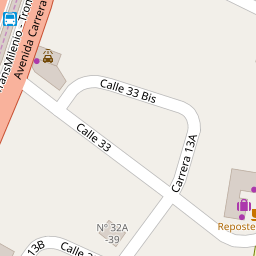 TransMilenio - Tron
Avenida Carrera
Calle 33 Bis
Calle 33
Carrera 13A
N° 32A
-39
Reposte
13B
Calle 3